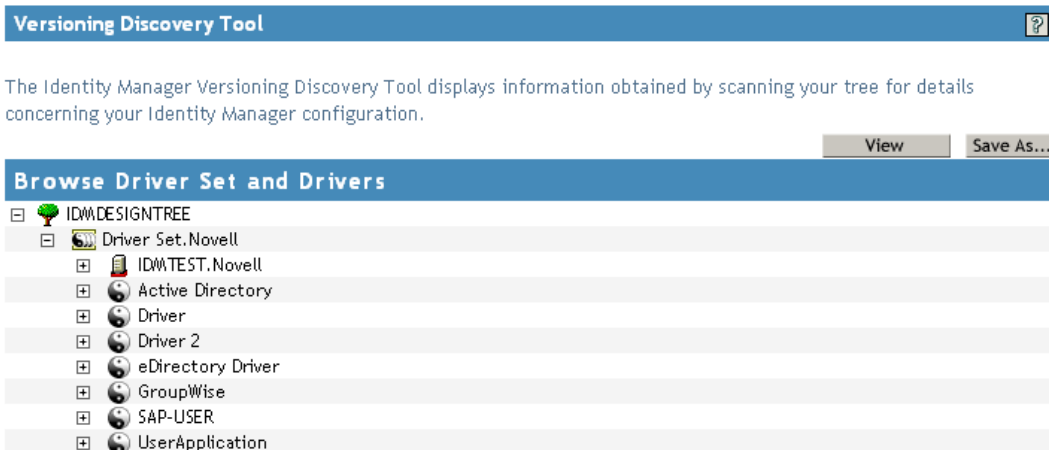 Versioning Discovery Tool
?
The Identity Manager Versioning Discovery Tool displays information obtained by scanning your tree for details
concerning your Identity Manager configuration.
View Save As...
Browse Driver Set and Drivers
IDMDESIGNTREE
Driver Set.Novell
IDMTEST.Novell
Active Directory
Driver
Driver 2
eDirectory Driver
GroupWise
SAP-USER
UserApplication